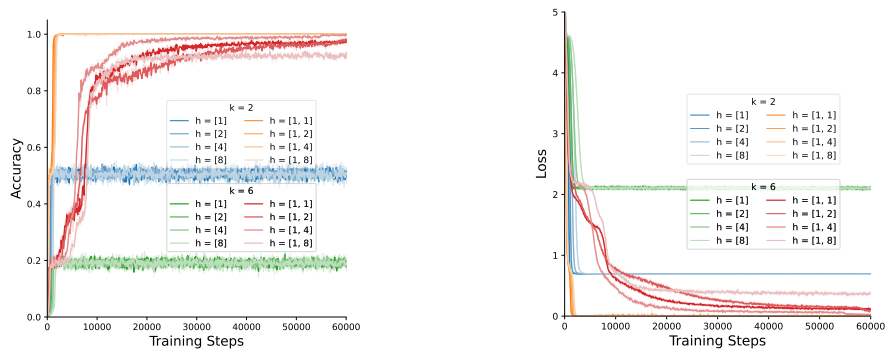 Accuracy
1.0
0.8
0.6
0.4
0.2
0.0
0
10000
20000
30000
40000
50000
60000
Training Steps
k = 2
h = [1]
h = [2]
h = [4]
h = [8]
h = [1, 1]
h = [1, 2]
h = [1, 4]
h = [1, 8]
k = 6
h = [1]
h = [2]
h = [4]
h = [8]
h = [1, 1]
h = [1, 2]
h = [1, 4]
h = [1, 8]
Loss
5
4
3
2
1
0
0
10000
20000
30000
40000
50000
60000
Training Steps
k = 2
h = [1]
h = [2]
h = [4]
h = [8]
h = [1, 1]
h = [1, 2]
h = [1, 4]
h = [1, 8]
k = 6
h = [1]
h = [2]
h = [4]
h = [8]
h = [1, 1]
h = [1, 2]
h = [1, 4]
h = [1, 8]